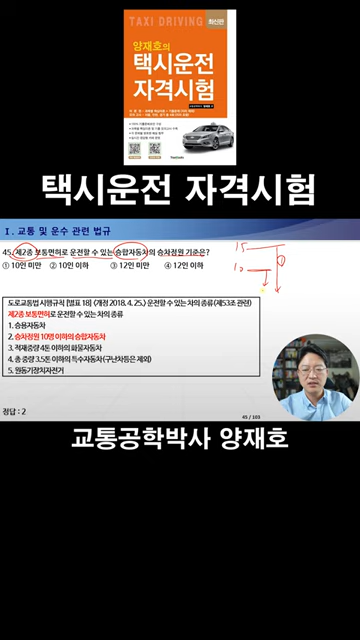 TAXI DRIVING
최신판
양재호의
택시운전
자격시험
택시운전 자격시험
Ⅰ. 교통 및 운수 관련 법규
45. 제2종 보통면허로 운전할 수 있는 승합자동차의 승차정원 기준은?
① 10인 미만 ② 10인 이하 ③ 12인 미만 ④ 12인 이하
15
10
①
도로교통법 시행규칙 [별표 18] <개정 2018. 4. 25.> 운전할 수 있는 차의 종류(제53조 관련)
제2종 보통면허로 운전할 수 있는 차의 종류
1. 승용자동차
2. 승차정원 10명 이하의 승합자동차
3. 적재중량 4톤 이하의 화물자동차
4. 총 중량 3.5톤 이하의 특수자동차(구난차등은 제외)
5. 원동기장치자전거
정답 : 2
45 / 103
교통공학박사 양재호